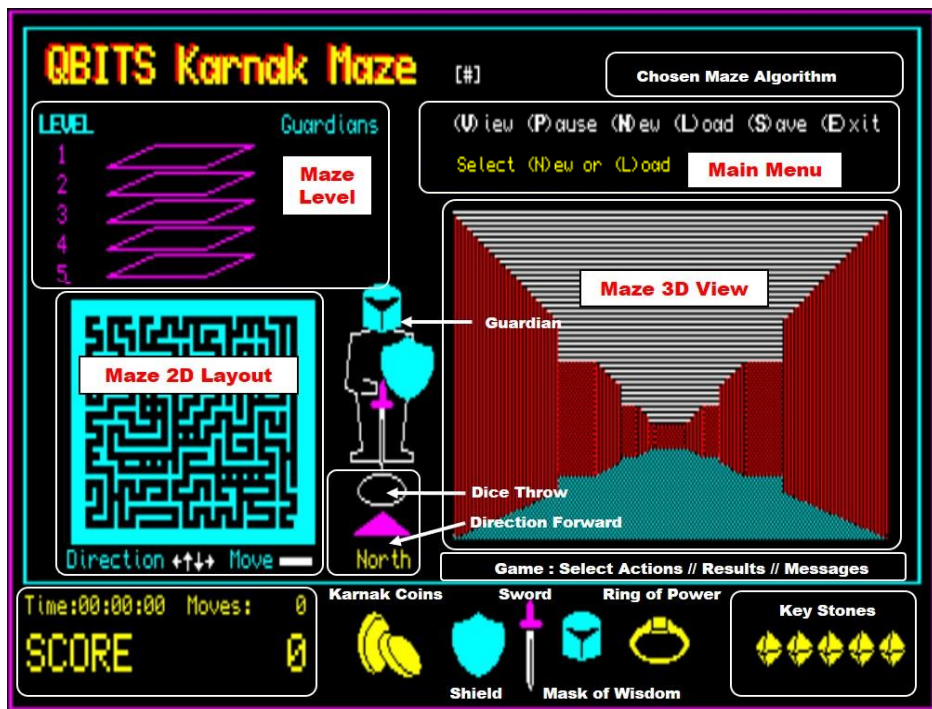 QBITS Karnak Maze
[#]
Chosen Maze Algorithm
LEVEL
Guardians
1
2
3
4
5
Maze
Level
(V)iew (P)ause (N)ew (L)oad (S)ave (E)xit
Select (N)ew or (L)oad
Main Menu
Maze 3D View
Guardian
Maze 2D Layout
Dice Throw
Direction Forward
Direction ←↑↓→ Move
North
Game : Select Actions // Results // Messages
Time:00:00:00 Moves: 0
SCORE 0
Karnak Coins
Sword
Ring of Power
Shield
Mask of Wisdom
Key Stones